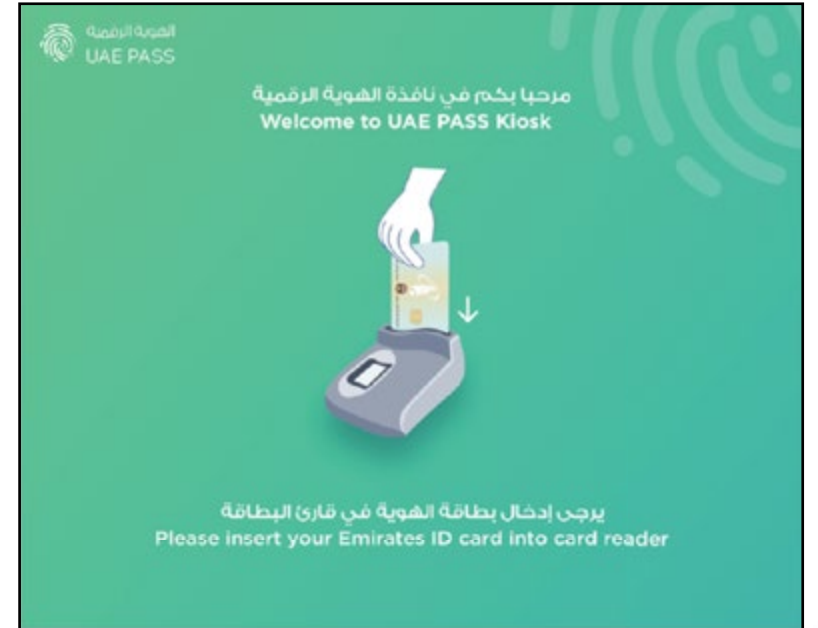 الهوية الرقمية
UAE PASS
مرحبا بكم في نافذة الهوية الرقمية
Welcome to UAE PASS Kiosk
يرجى إدخال بطاقة الهوية في قارئ البطاقة
Please insert your Emirates ID card into card reader